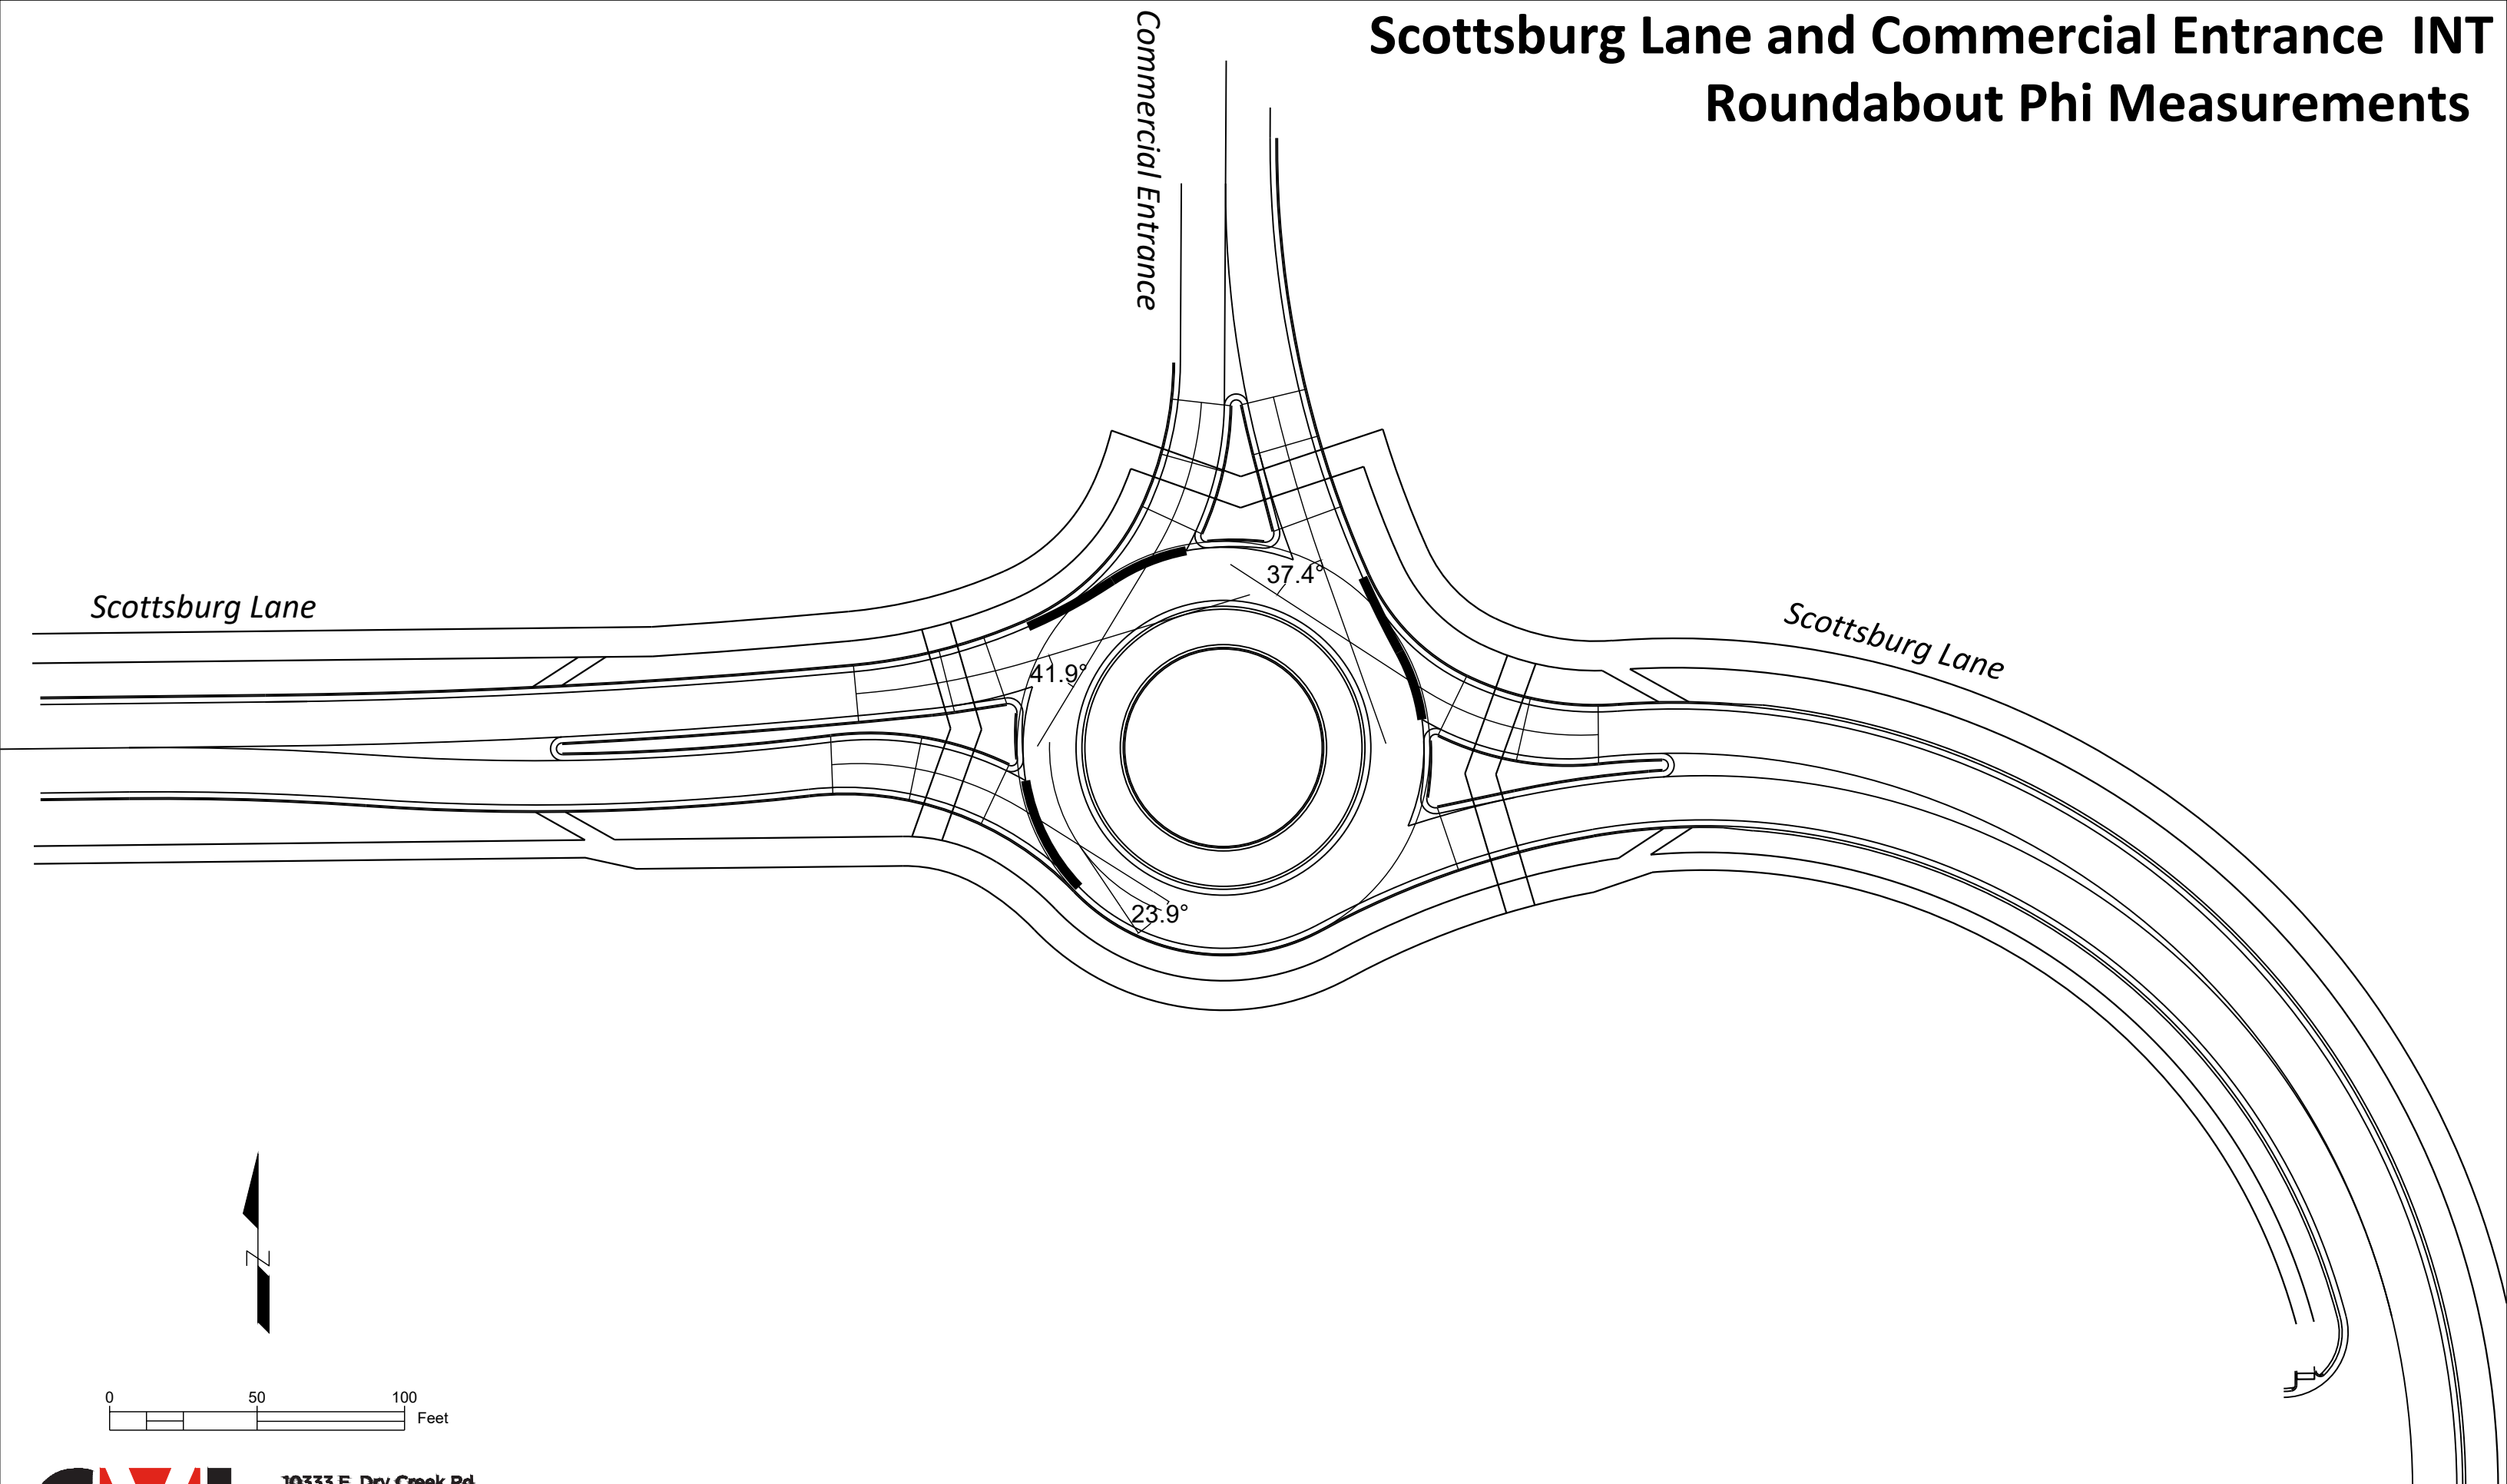 Scottsburg Lane and Commercial Entrance INT
Roundabout Phi Measurements
Commercial Entrance
37.4°
Scottsburg Lane
Scottsburg Lane
41.9°
23.9°
N
0 50 100
Feet
10333 E. Dry Creek Rd